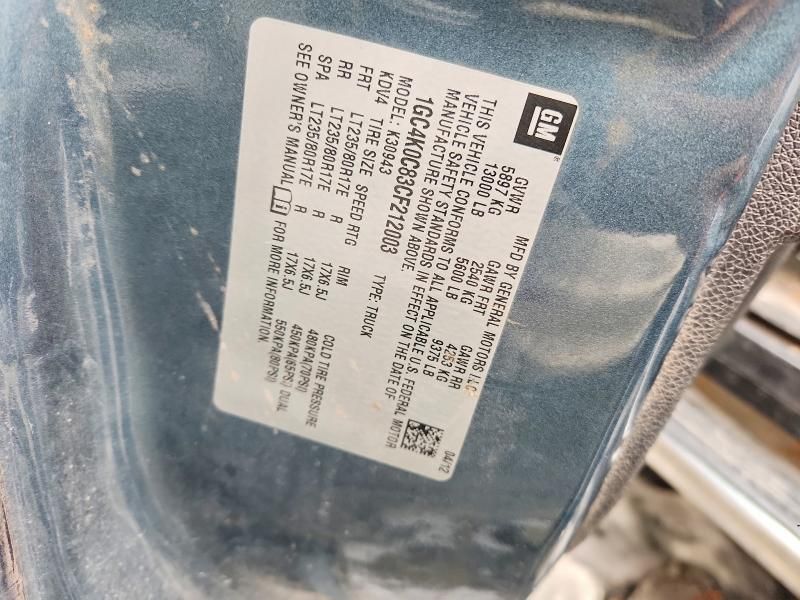 GM ®
MFD BY GENERAL MOTORS LLC 04/12
GVWR GAWR FRT GAWR RR
5897 KG 2540 KG 4253 KG
13000 LB 5600 LB 9375 LB
THIS VEHICLE CONFORMS TO ALL APPLICABLE U.S. FEDERAL MOTOR
VEHICLE SAFETY STANDARDS IN EFFECT ON THE DATE OF
MANUFACTURE SHOWN ABOVE.
1GC4K0C83CF212003 TYPE: TRUCK
MODEL: K30943
KDV4 TIRE SIZE SPEED RTG RIM COLD TIRE PRESSURE
FRT LT235/80R17E R 17X6.5J 480KPA(70PSI)
RR LT235/80R17E R 17X6.5J 450KPA(65PSI) DUAL
SPA LT235/80R17E R 17X6.5J 550KPA(80PSI)
SEE OWNER'S MANUAL FOR MORE INFORMATION.